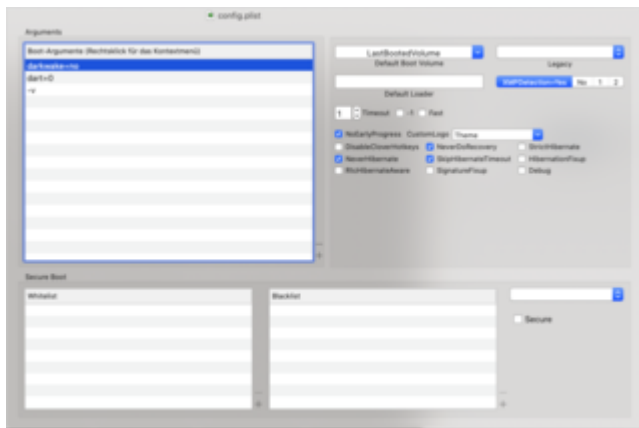 config.plist
Arguments
Boot-Argumente (Rechtsklick für das Kontextmenü)
darkwake=no
dart=0
-v
LastBootedVolume
Default Boot Volume
Legacy
Default Loader
XMPDetection=Yes No 1 2
1 Timeout -1 Fast
NoEarlyProgress CustomLogo Theme
DisableCloverHotkeys NeverDoRecovery StrictHibernate
NeverHibernate SkipHibernateTimeout HibernationFixup
RtcHibernateAware SignatureFixup Debug
Secure Boot
Whitelist Blacklist
Secure